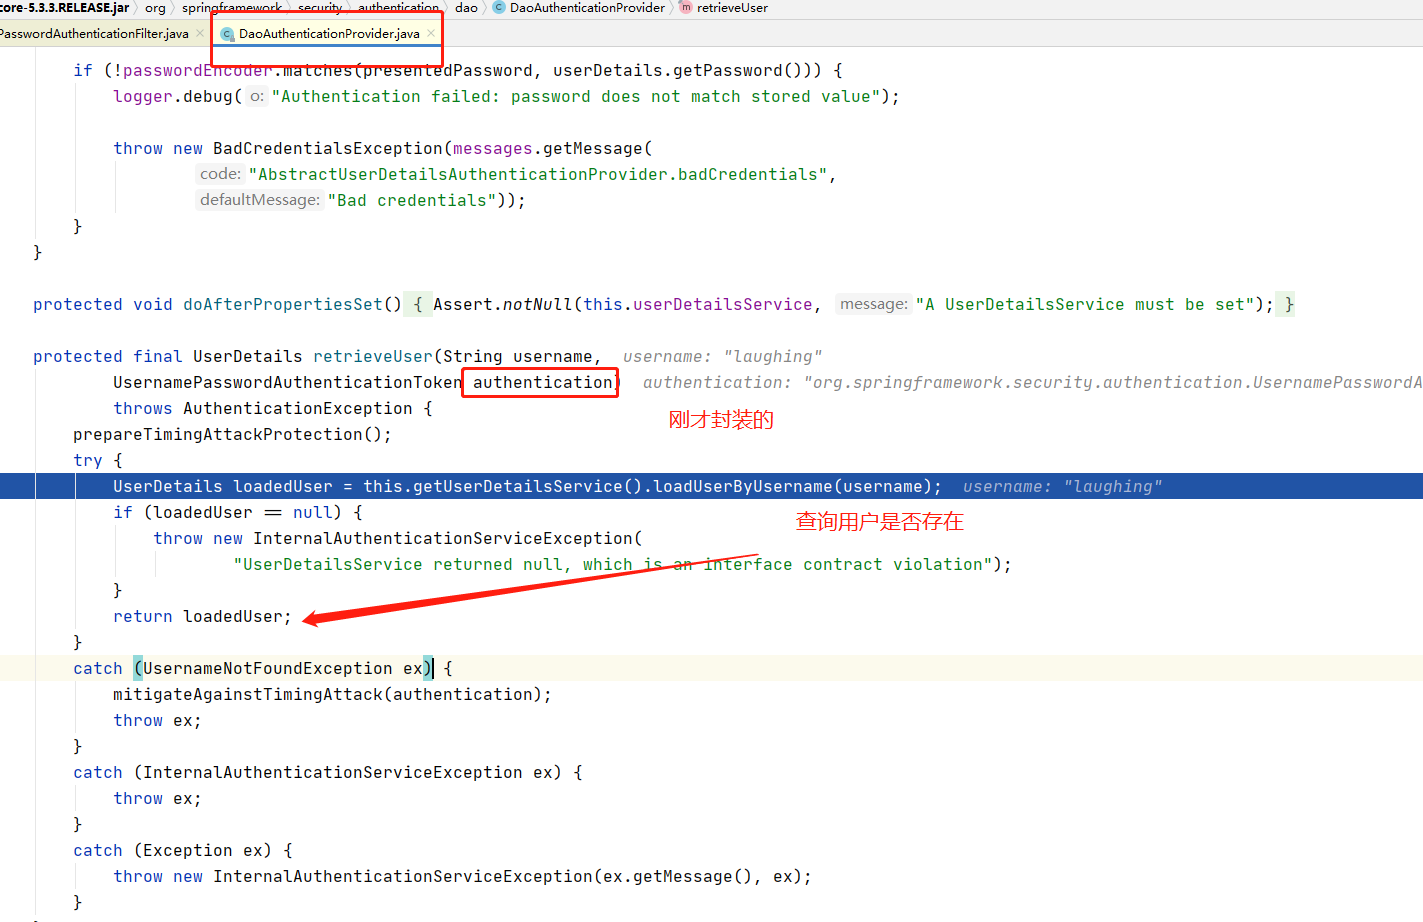 core-5.3.3.RELEASE.jar 〉 org 〉 springframework 〉 security 〉 authentication 〉 dao 〉 C DaoAuthenticationProvider 〉 m retrieveUser
PasswordAuthenticationFilter.java × C DaoAuthenticationProvider.java ×
if (!passwordEncoder.matches(presentedPassword, userDetails.getPassword())) {
logger.debug( o: "Authentication failed: password does not match stored value");
throw new BadCredentialsException(messages.getMessage(
code: "AbstractUserDetailsAuthenticationProvider.badCredentials",
defaultMessage: "Bad credentials"));
}
}
protected void doAfterPropertiesSet() { Assert.notNull(this.userDetailsService, message: "A UserDetailsService must be set"); }
protected final UserDetails retrieveUser(String username, username: "laughing"
UsernamePasswordAuthenticationToken authentication) authentication: "org.springframework.security.authentication.UsernamePasswordA
throws AuthenticationException {
刚才封装的
prepareTimingAttackProtection();
try {
UserDetails loadedUser = this.getUserDetailsService().loadUserByUsername(username); username: "laughing"
if (loadedUser == null) {
查询用户是否存在
throw new InternalAuthenticationServiceException(
"UserDetailsService returned null, which is an interface contract violation");
}
return loadedUser;
}
catch (UsernameNotFoundException ex) {
mitigateAgainstTimingAttack(authentication);
throw ex;
}
catch (InternalAuthenticationServiceException ex) {
throw ex;
}
catch (Exception ex) {
throw new InternalAuthenticationServiceException(ex.getMessage(), ex);
}